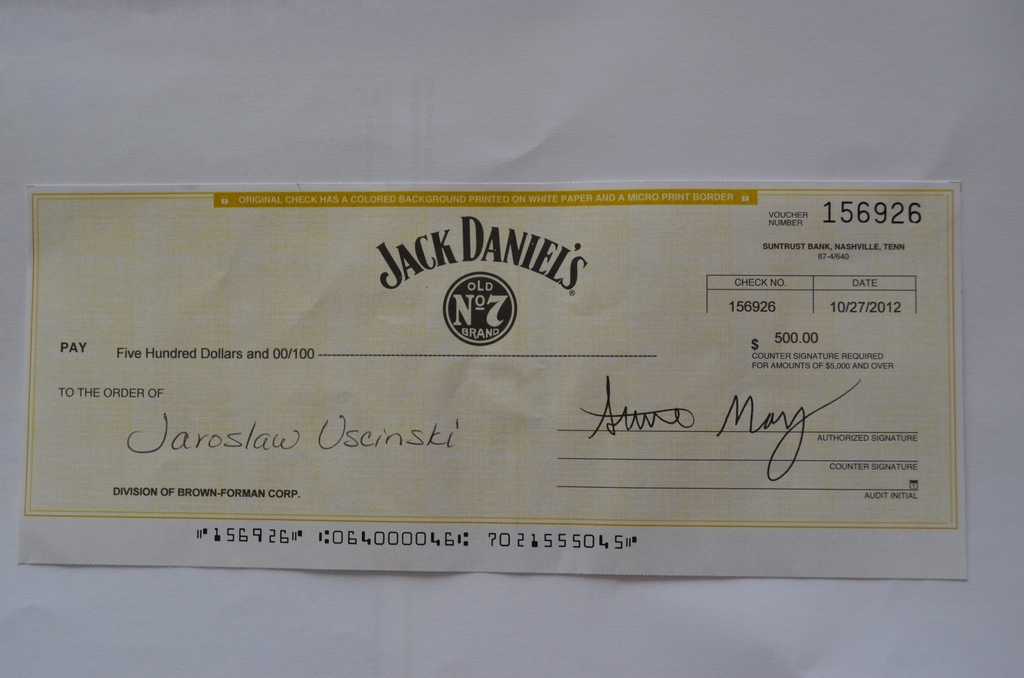 ORIGINAL CHECK HAS A COLORED BACKGROUND PRINTED ON WHITE PAPER AND A MICRO PRINT BORDER
VOUCHER NUMBER 156926
SUNTRUST BANK, NASHVILLE, TENN
87-4/640
JACK DANIEL'S®
OLD
No 7
BRAND
CHECK NO. DATE
156926 10/27/2012
PAY Five Hundred Dollars and 00/100
$ 500.00
COUNTER SIGNATURE REQUIRED
FOR AMOUNTS OF $5,000 AND OVER
TO THE ORDER OF
Jaroslaw Uscinski
May
AUTHORIZED SIGNATURE
COUNTER SIGNATURE
AUDIT INITIAL
DIVISION OF BROWN-FORMAN CORP.
⑈156926⑈ ⑆064000046⑆ 7021555045⑈